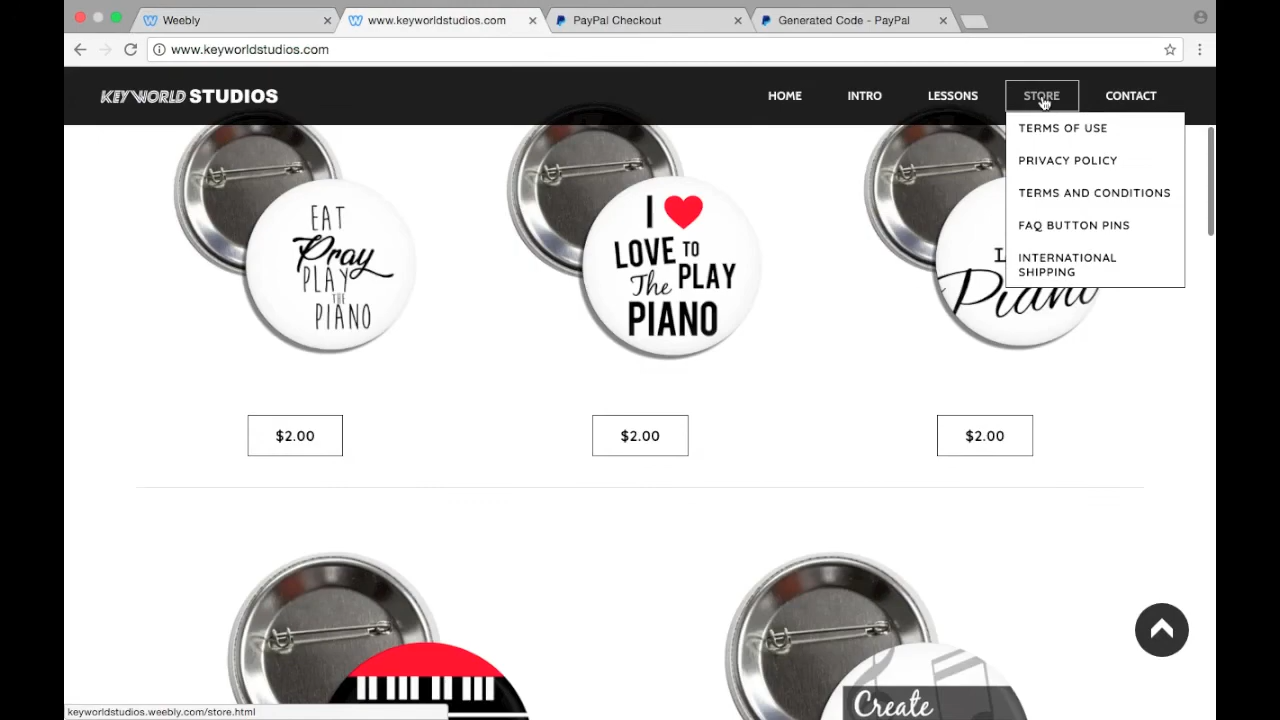 Weebly
www.keyworldstudios.com
PayPal Checkout
Generated Code - PayPal
www.keyworldstudios.com
KEYWORLD STUDIOS
HOME
INTRO
LESSONS
STORE
CONTACT
TERMS OF USE
PRIVACY POLICY
TERMS AND CONDITIONS
FAQ BUTTON PINS
INTERNATIONAL
SHIPPING
EAT
Pray
PLAY
THE
PIANO
I
LOVE TO
The PLAY
PIANO
Piano
$2.00
$2.00
$2.00
Create
keyworldstudios.weebly.com/store.html